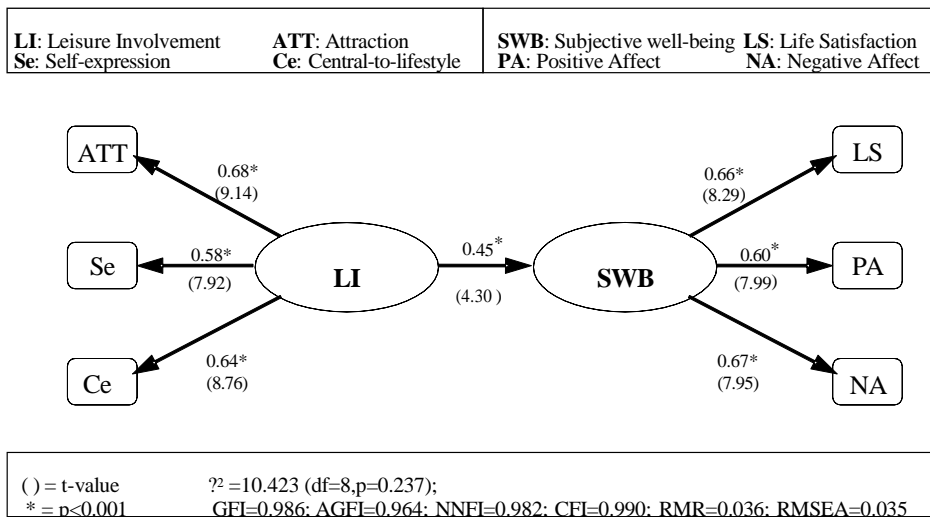 LI: Leisure Involvement ATT: Attraction SWB: Subjective well-being LS: Life Satisfaction
Se: Self-expression Ce: Central-to-lifestyle PA: Positive Affect NA: Negative Affect
ATT
0.68*
(9.14)
Se
0.58*
(7.92)
Ce
0.64*
(8.76)
LI
0.45*
(4.30 )
SWB
0.66*
(8.29)
LS
0.60*
(7.99)
PA
0.67*
(7.95)
NA
( ) = t-value ?² =10.423 (df=8,p=0.237);
* = p<0.001 GFI=0.986; AGFI=0.964; NNFI=0.982; CFI=0.990; RMR=0.036; RMSEA=0.035